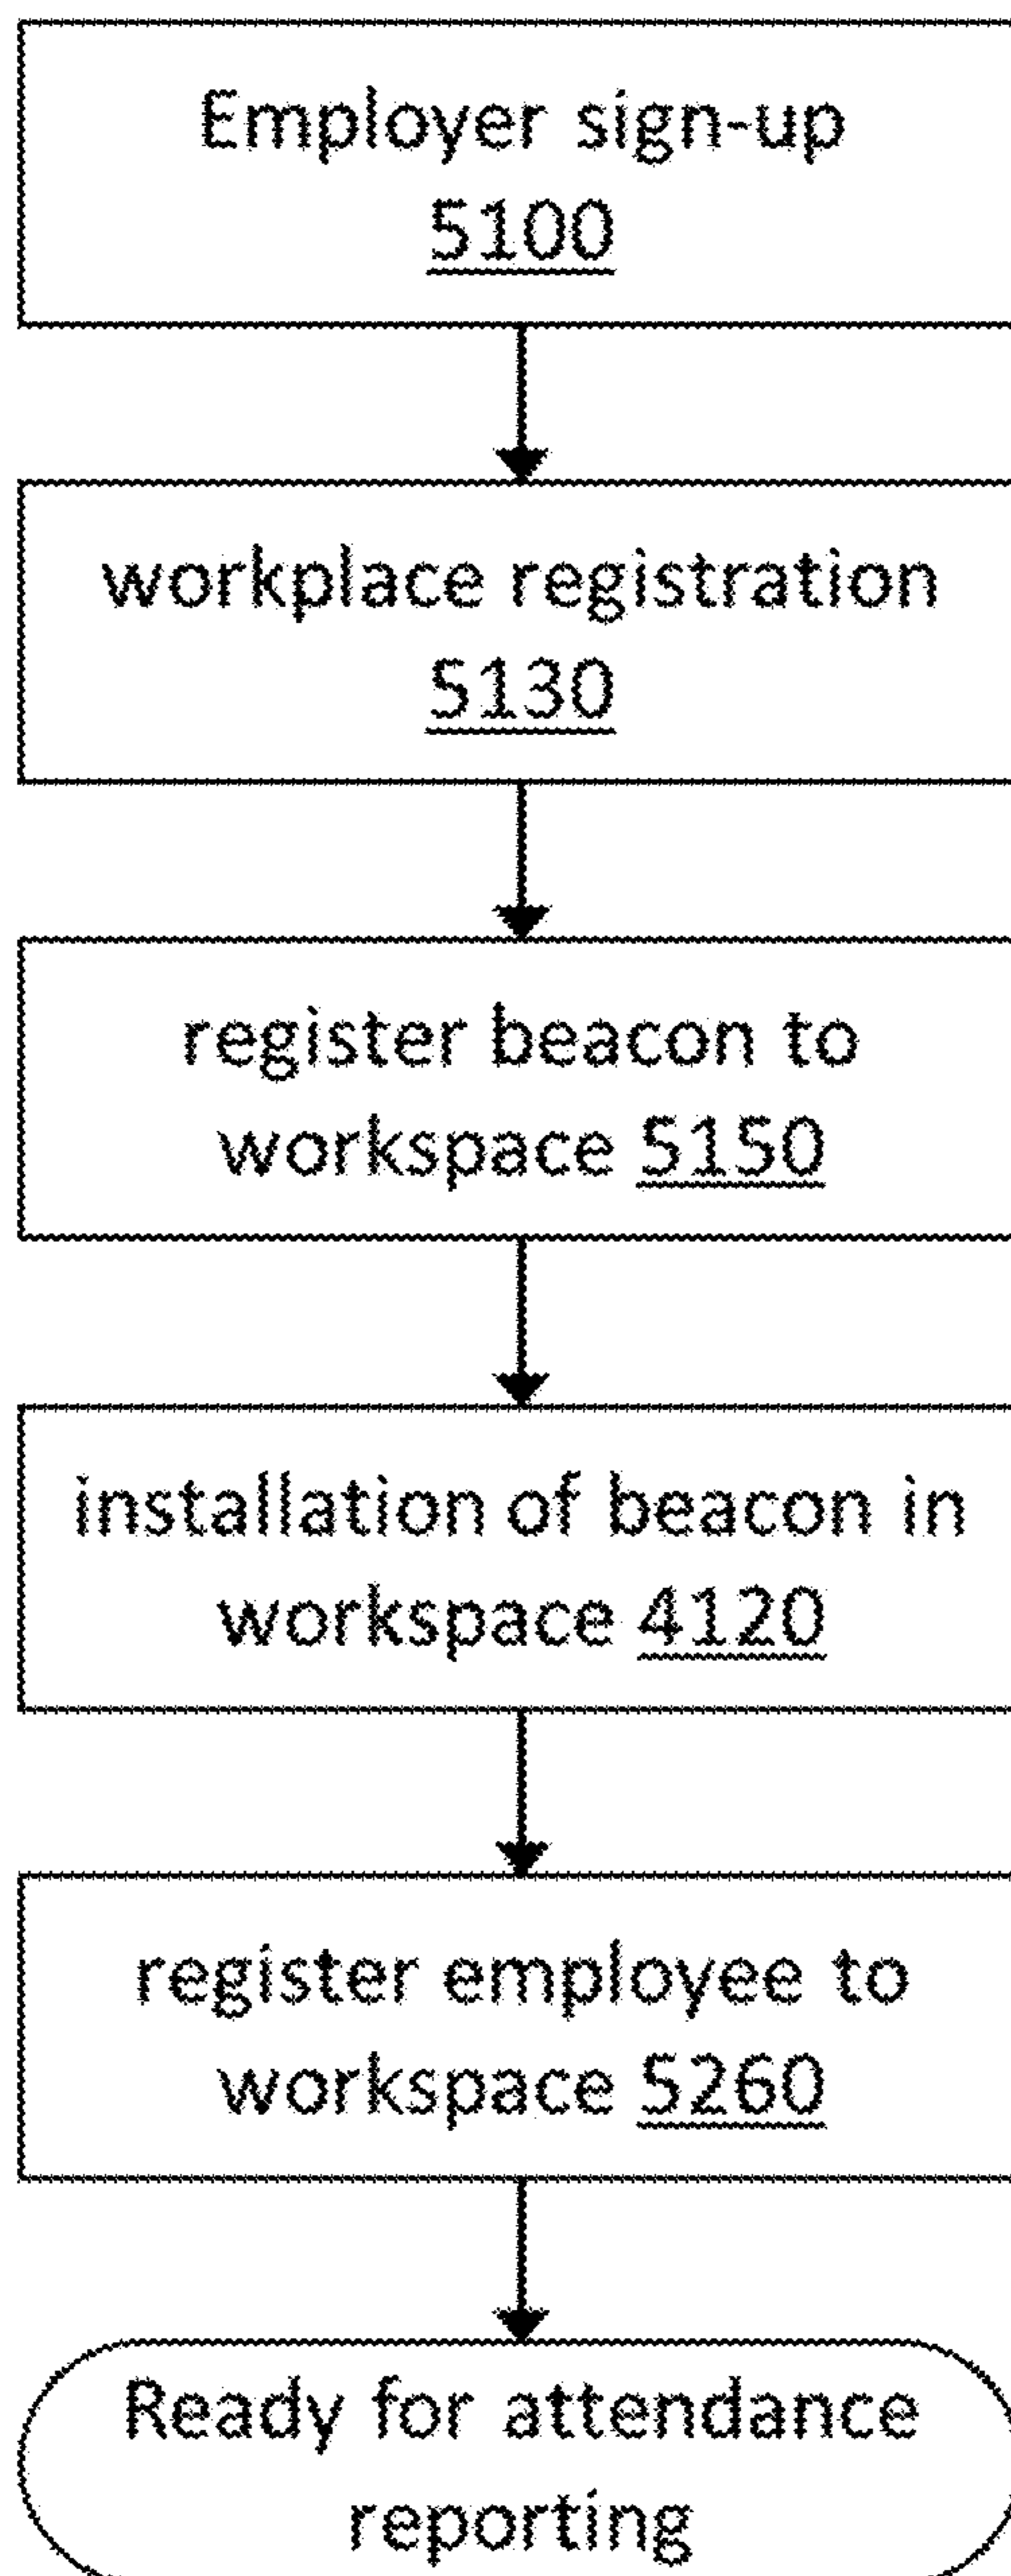 Employer sign-up
5100
workplace registration
5130
register beacon to
workspace 5150
installation of beacon in
workspace 4120
register employee to
workspace 5260
Ready for attendance
reporting